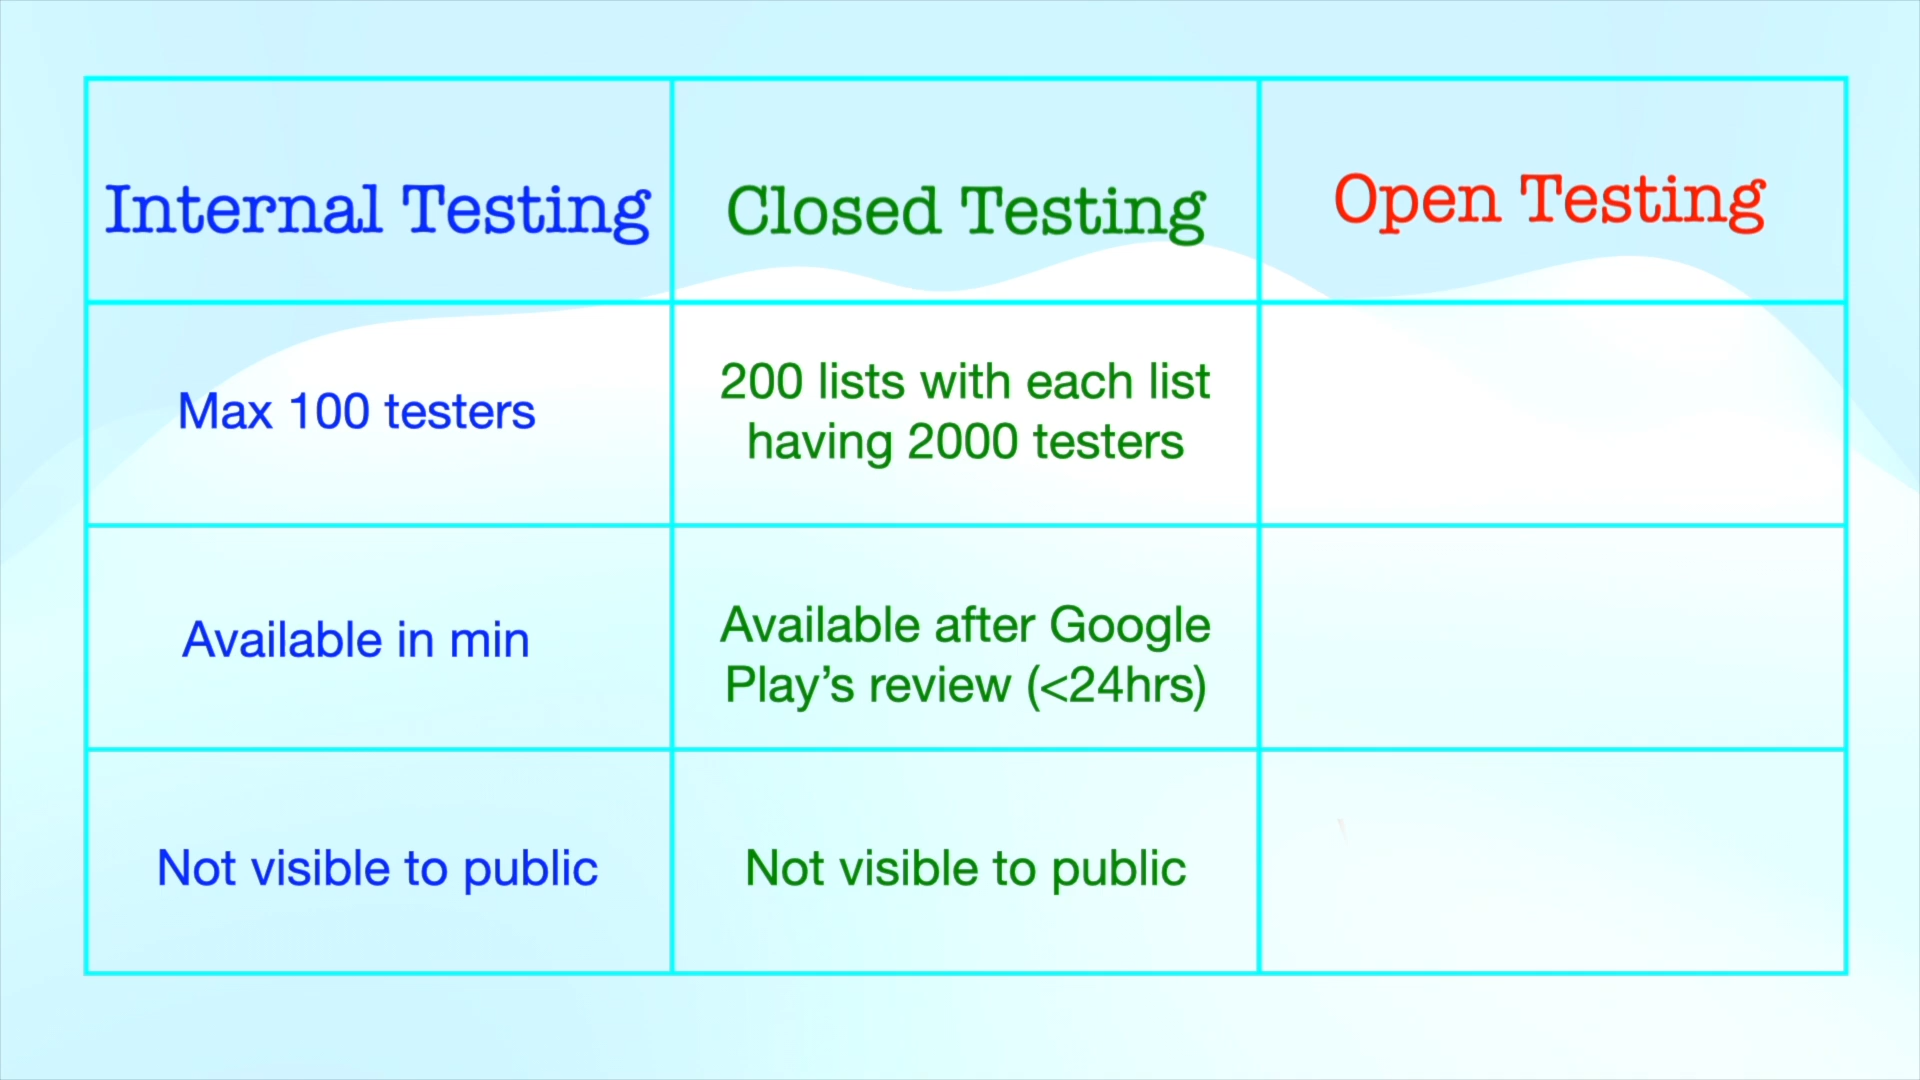 Internal Testing
Closed Testing
Open Testing
Max 100 testers
200 lists with each list
having 2000 testers
Available in min
Available after Google
Play’s review (<24hrs)
Not visible to public
Not visible to public